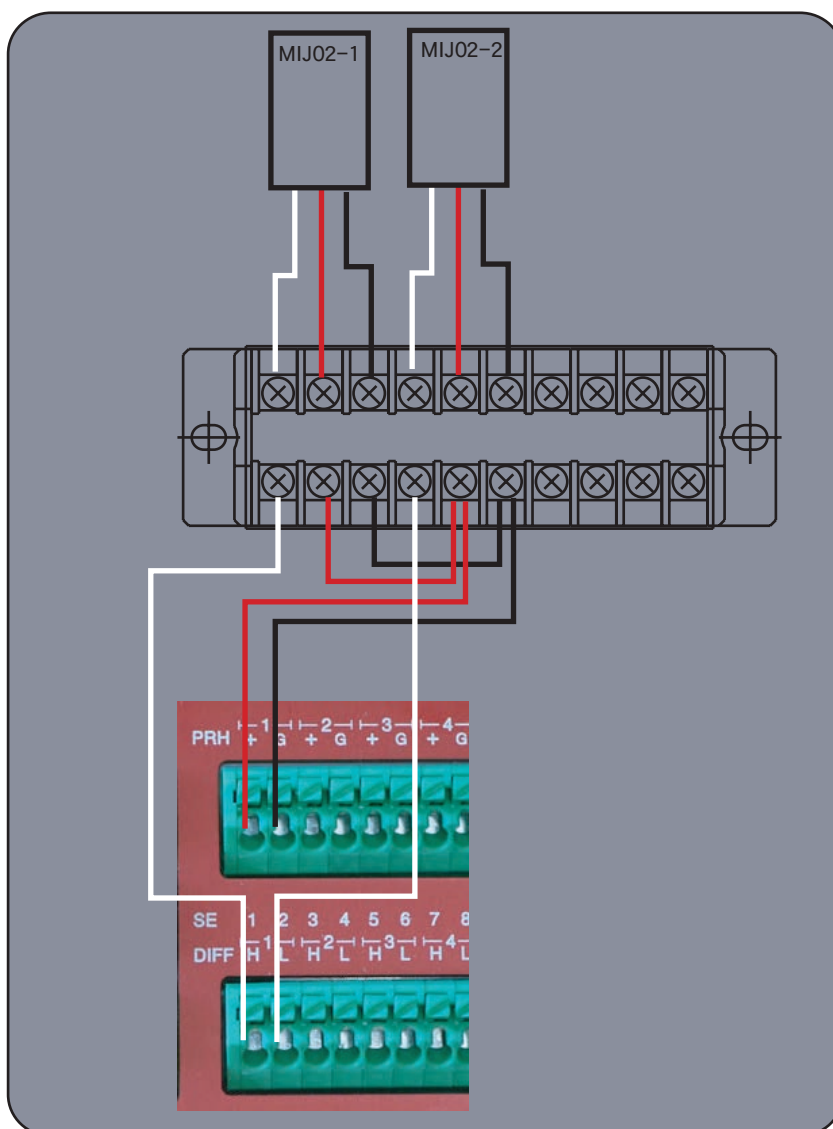 MIJ02-1 MIJ02-2
PRH 1 2 3 4
+ G + G + G + G
SE 1 2 3 4 5 6 7 8
DIFF 1 2 3 4
H L H L H L H L